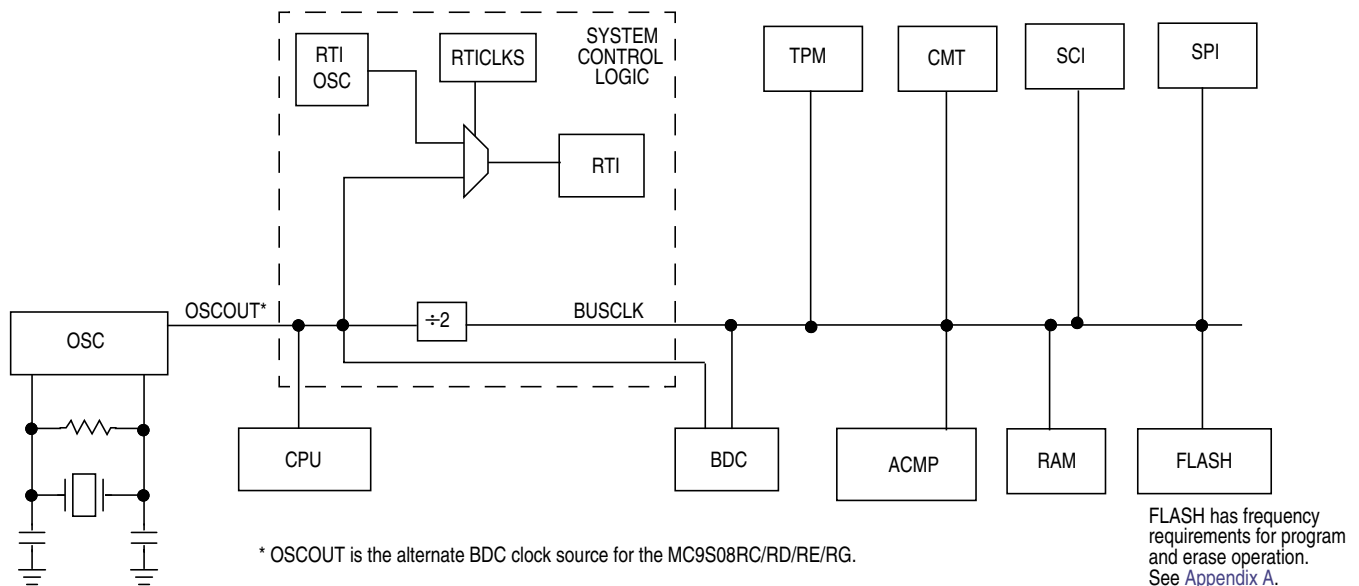 SYSTEM
CONTROL
LOGIC
RTI
OSC
RTICLKS
RTI
TPM
CMT
SCI
SPI
OSCOUT*
÷2
BUSCLK
OSC
CPU
BDC
ACMP
RAM
FLASH
FLASH has frequency
requirements for program
and erase operation.
See Appendix A.
* OSCOUT is the alternate BDC clock source for the MC9S08RC/RD/RE/RG.